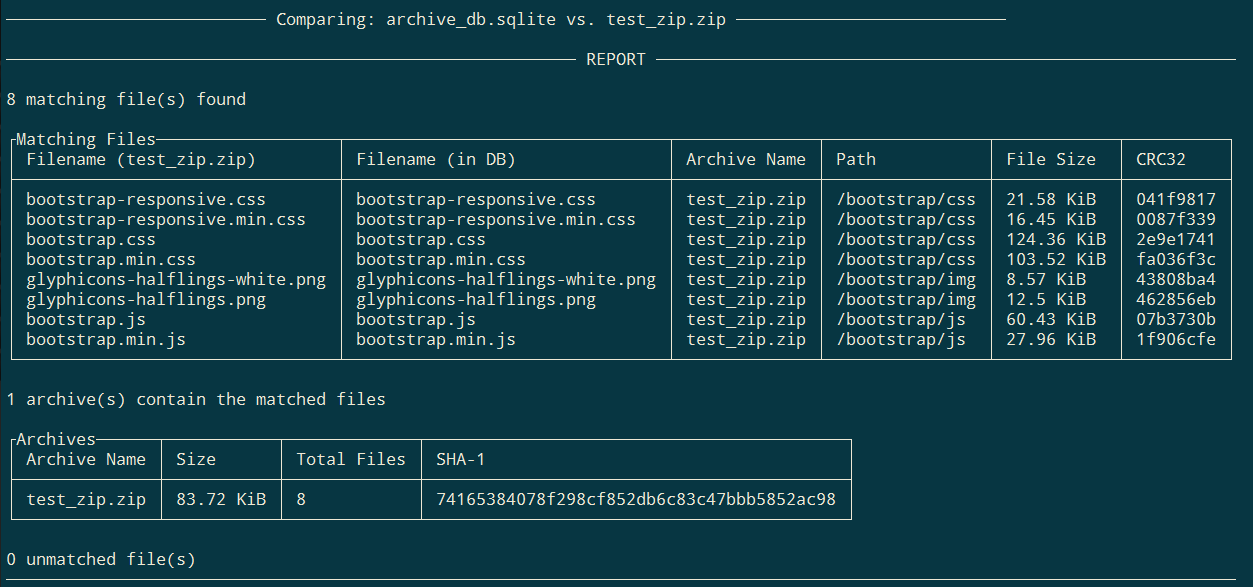 Comparing: archive_db.sqlite vs. test_zip.zip
REPORT
8 matching file(s) found
Matching Files
Filename (test_zip.zip) Filename (in DB) Archive Name Path File Size CRC32
bootstrap-responsive.css bootstrap-responsive.css test_zip.zip /bootstrap/css 21.58 KiB 041f9817
bootstrap-responsive.min.css bootstrap-responsive.min.css test_zip.zip /bootstrap/css 16.45 KiB 0087f339
bootstrap.css bootstrap.css test_zip.zip /bootstrap/css 124.36 KiB 2e9e1741
bootstrap.min.css bootstrap.min.css test_zip.zip /bootstrap/css 103.52 KiB fa036f3c
glyphicons-halflings-white.png glyphicons-halflings-white.png test_zip.zip /bootstrap/img 8.57 KiB 43808ba4
glyphicons-halflings.png glyphicons-halflings.png test_zip.zip /bootstrap/img 12.5 KiB 462856eb
bootstrap.js bootstrap.js test_zip.zip /bootstrap/js 60.43 KiB 07b3730b
bootstrap.min.js bootstrap.min.js test_zip.zip /bootstrap/js 27.96 KiB 1f906cfe
1 archive(s) contain the matched files
Archives
Archive Name Size Total Files SHA-1
test_zip.zip 83.72 KiB 8 74165384078f298cf852db6c83c47bbb5852ac98
0 unmatched file(s)